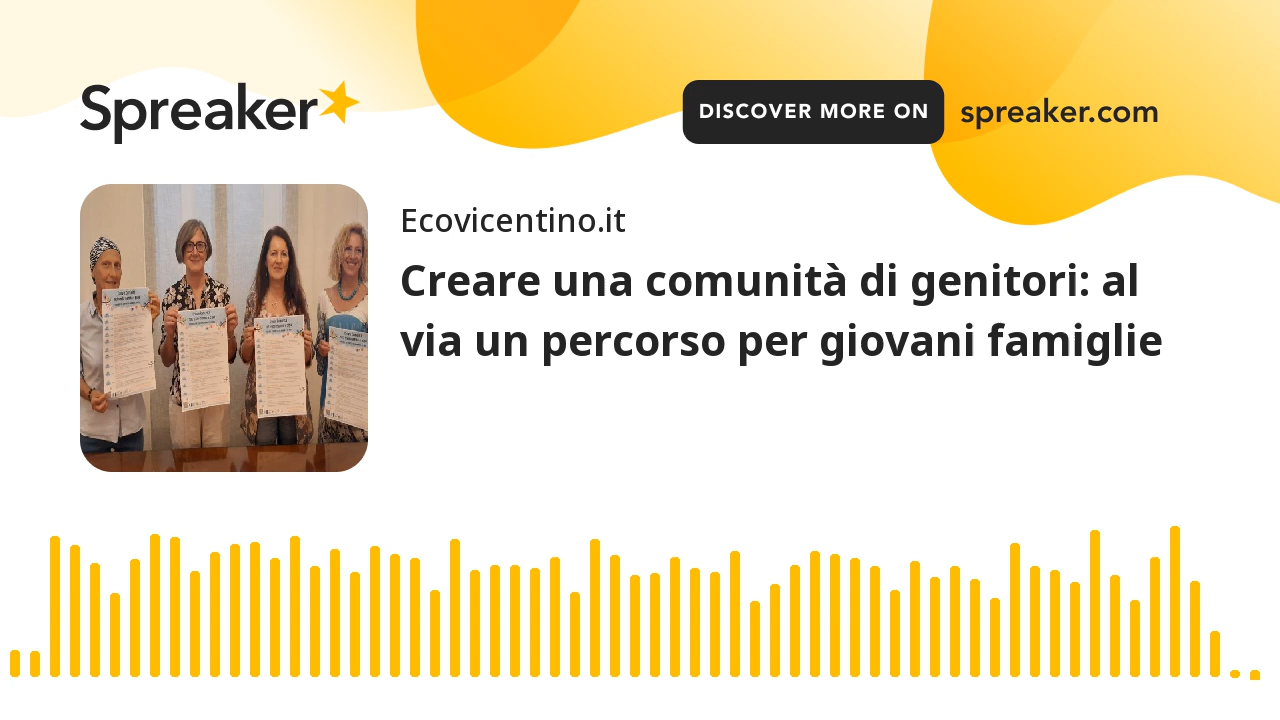 Spreaker
DISCOVER MORE ON spreaker.com
Ecovicentino.it
Creare una comunità di genitori: al
via un percorso per giovani famiglie